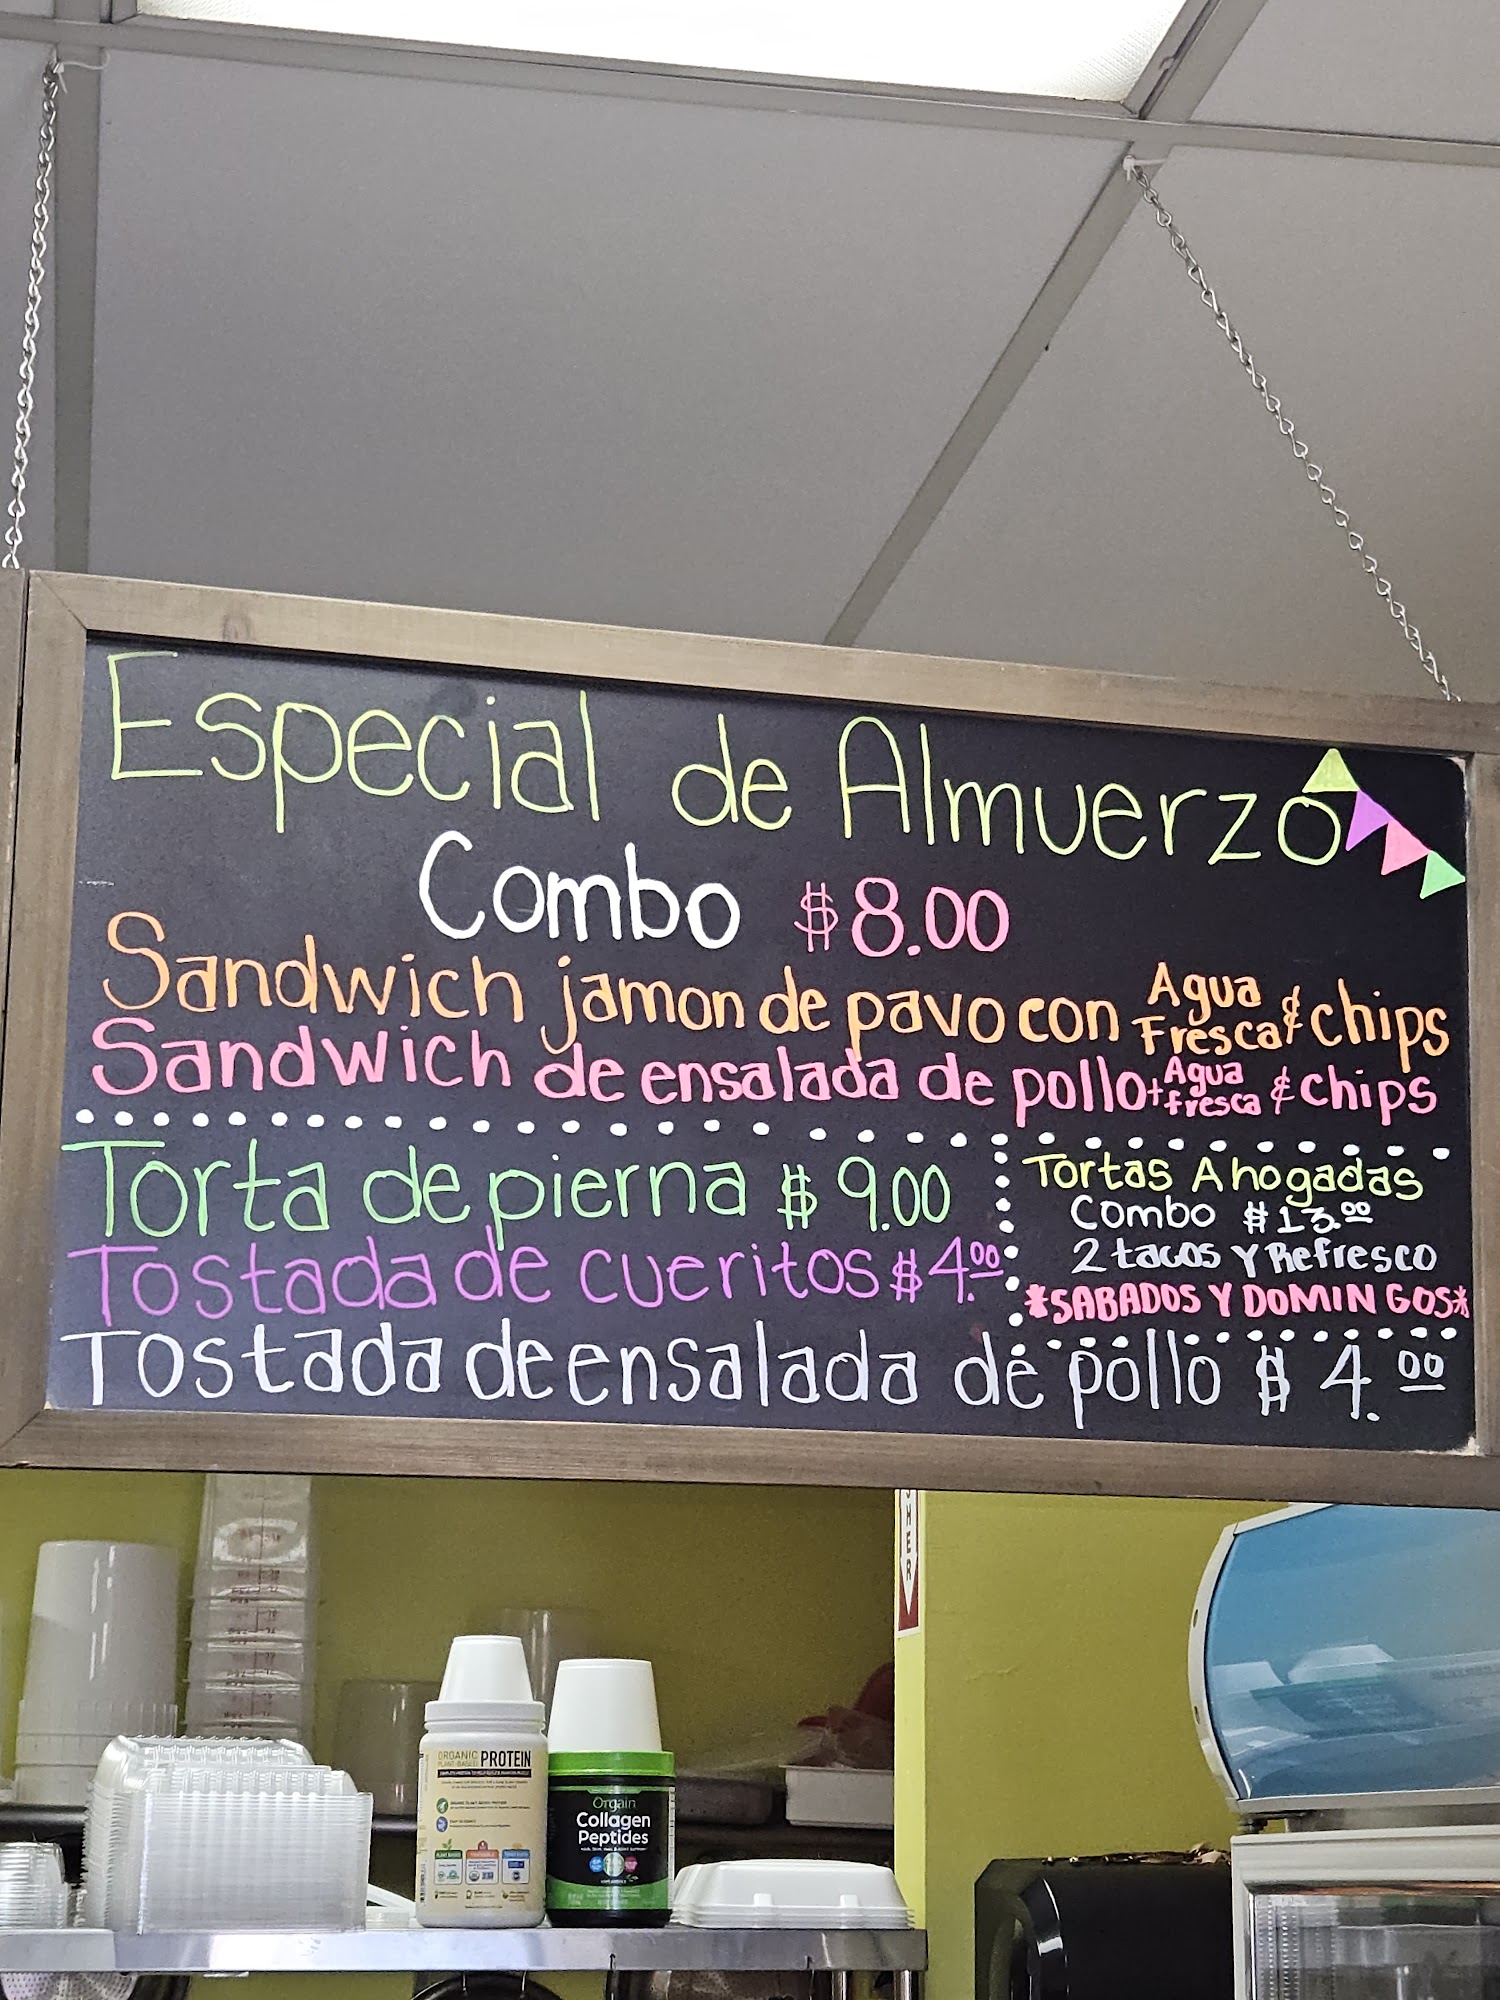 Especial de Almuerzo
Combo $8.00
Sandwich jamon de pavo con Agua Fresca & chips
Sandwich de ensalada de pollo + Agua fresca & chips
Torta de pierna $9.00
Tostada de cueritos $4.00
Tostada de ensalada de pollo $4.00
Tortas Ahogadas
Combo $13.00
2 tacos y Refresco
*SABADOS Y DOMINGOS*
ORGANIC
PLANT-BASED PROTEIN
Orgain
Collagen
Peptides